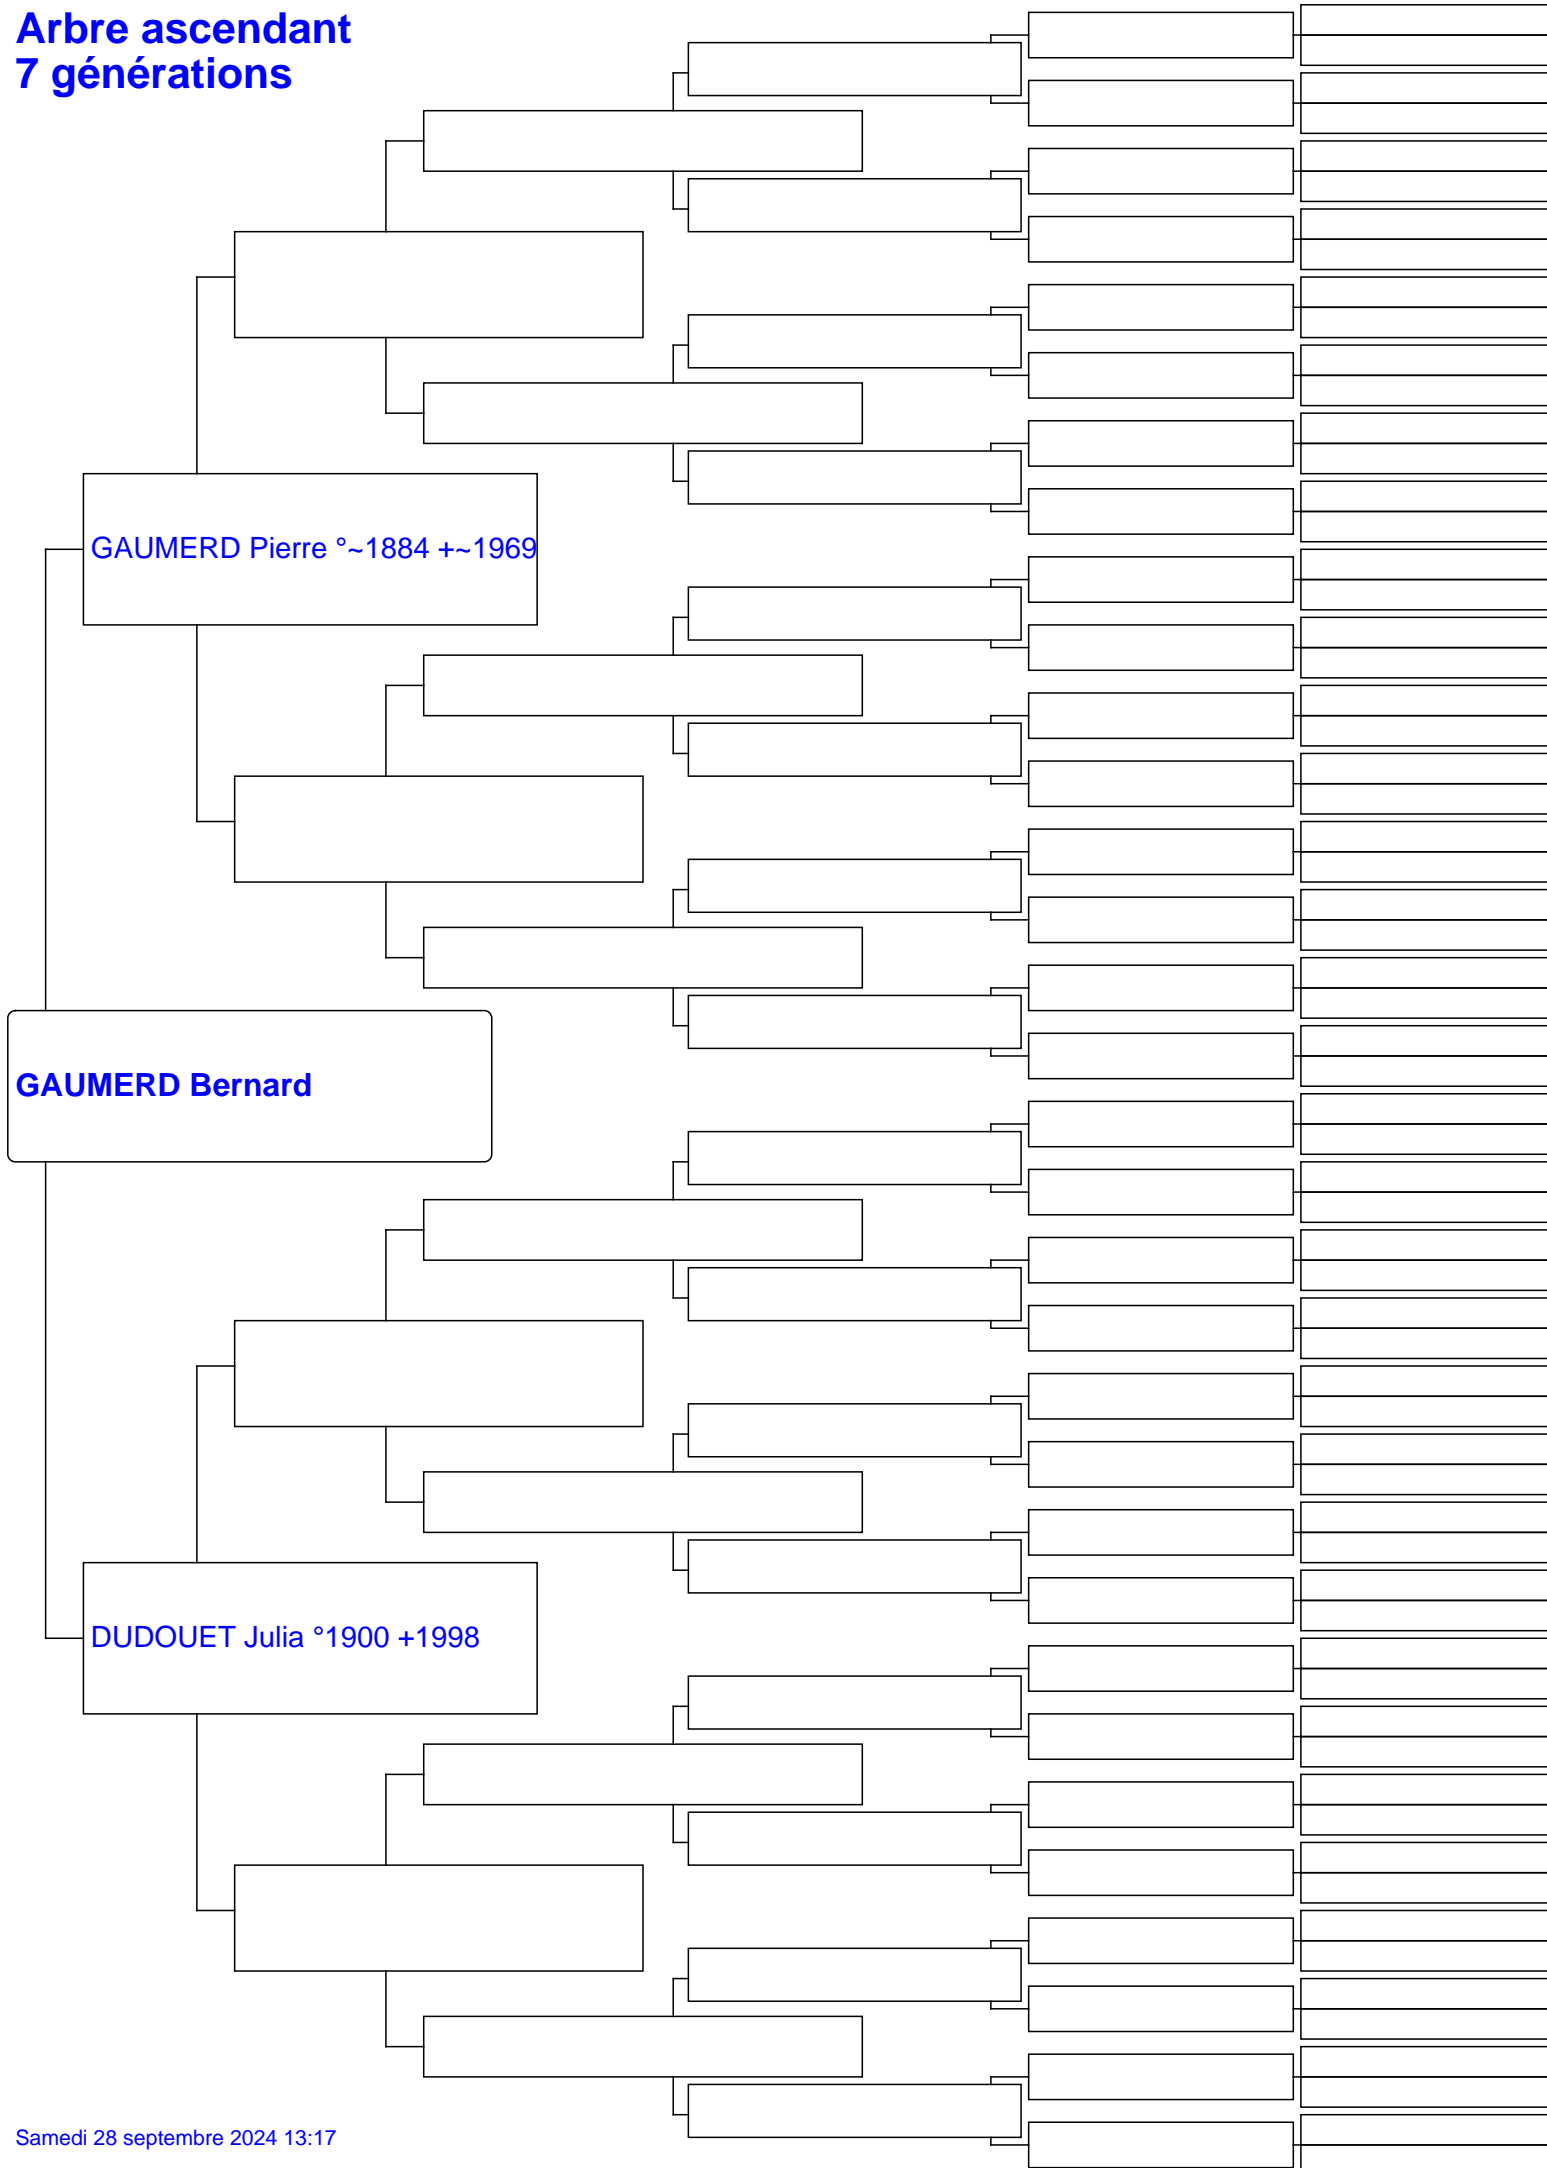 Arbre ascendant
7 générations
GAUMERD Pierre °~1884 +~1969
GAUMERD Bernard
DUDOUET Julia °1900 +1998
Samedi 28 septembre 2024 13:17